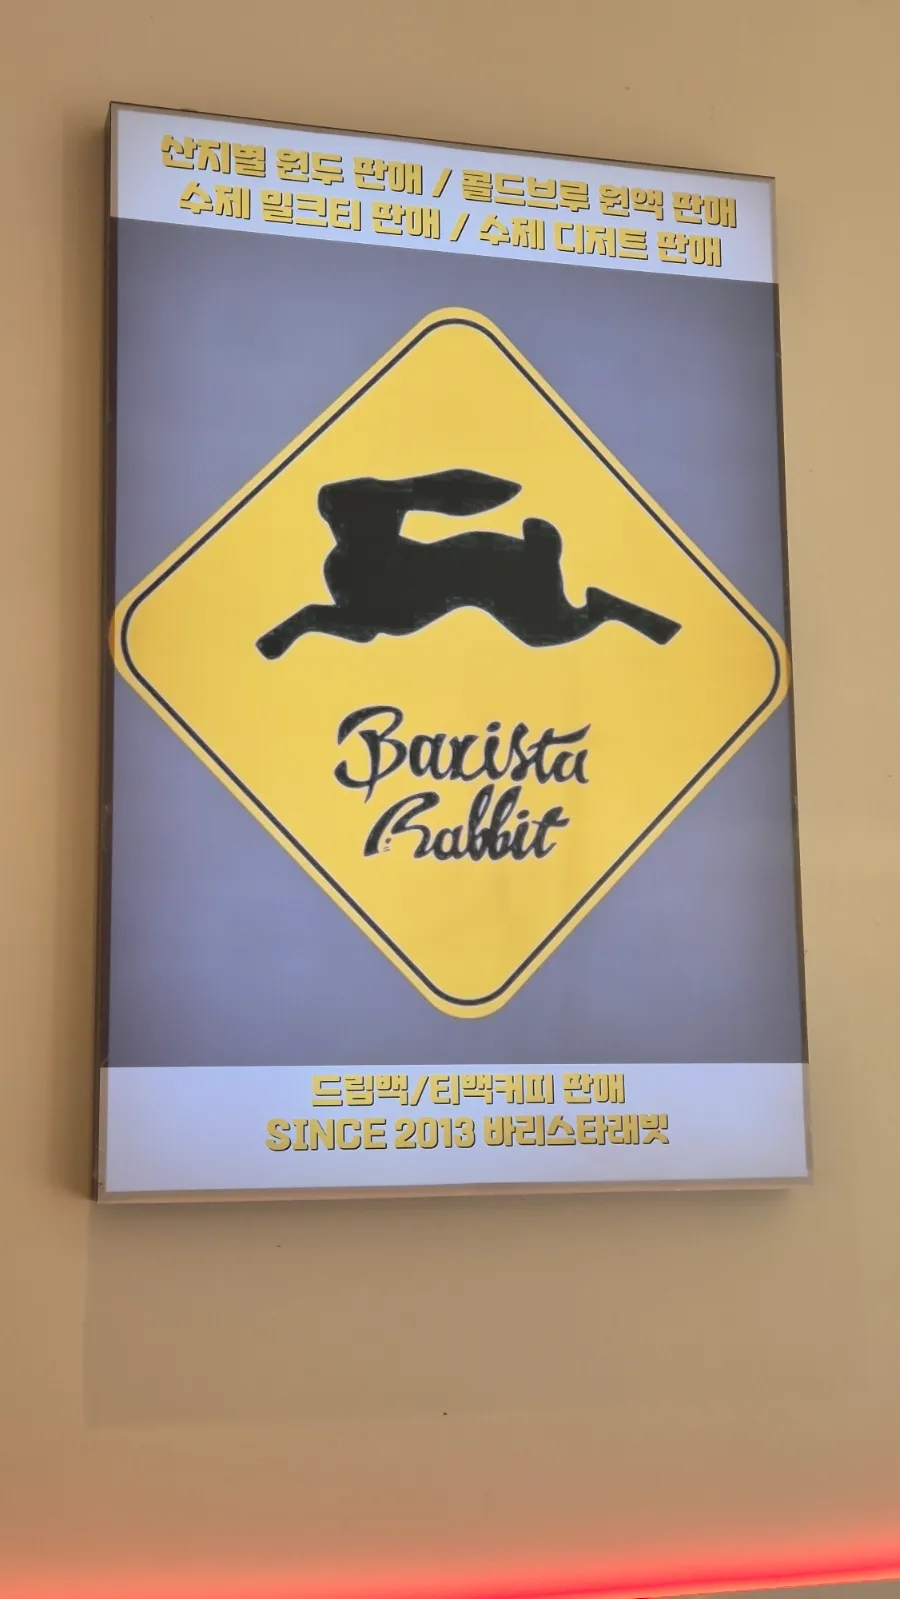 산지별 원두 판매 / 콜드브루 원액 판매
수제 밀크티 판매 / 수제 디저트 판매
Barista
Rabbit
드립백/티백커피 판매
SINCE 2013 바리스타래빗